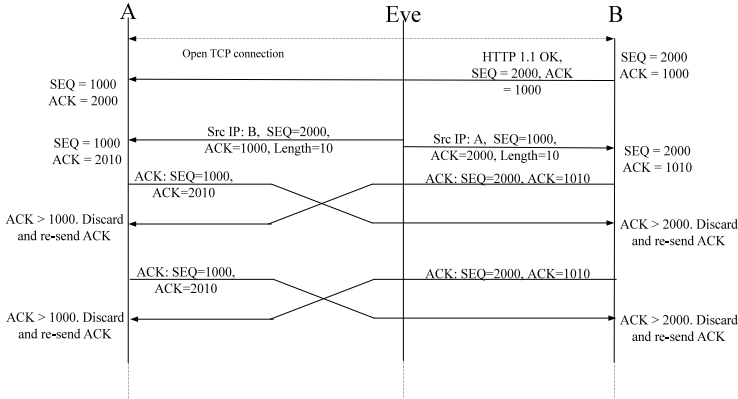 A
Eve
B
Open TCP connection
HTTP 1.1 OK,
SEQ = 2000, ACK
= 1000
SEQ = 2000
ACK = 1000
SEQ = 1000
ACK = 2000
Src IP: B, SEQ=2000,
ACK=1000, Length=10
Src IP: A, SEQ=1000,
ACK=2000, Length=10
SEQ = 1000
ACK = 2010
SEQ = 2000
ACK = 1010
ACK: SEQ=1000,
ACK=2010
ACK: SEQ=2000, ACK=1010
ACK > 1000. Discard
and re-send ACK
ACK > 2000. Discard
and re-send ACK
ACK: SEQ=1000,
ACK=2010
ACK: SEQ=2000, ACK=1010
ACK > 1000. Discard
and re-send ACK
ACK > 2000. Discard
and re-send ACK